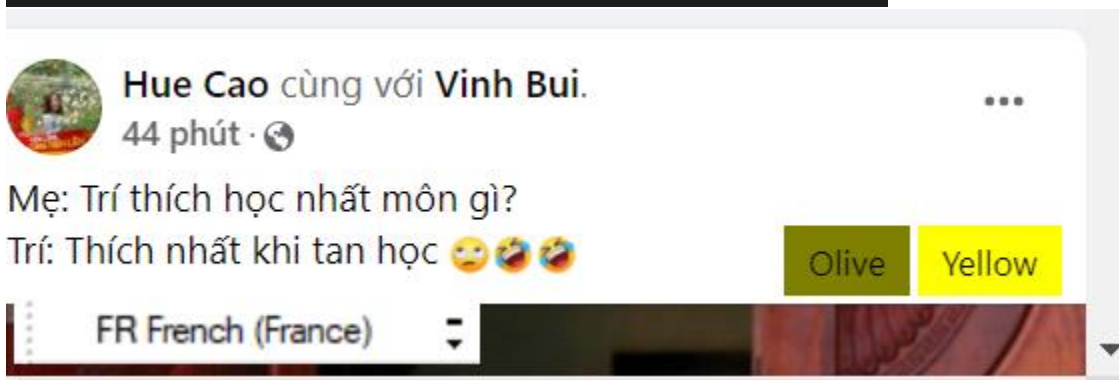 Hue Cao cùng với Vinh Bui.
44 phút ·
Mẹ: Trí thích học nhất môn gì?
Trí: Thích nhất khi tan học 🙄🤣🤣
Olive Yellow
FR French (France)